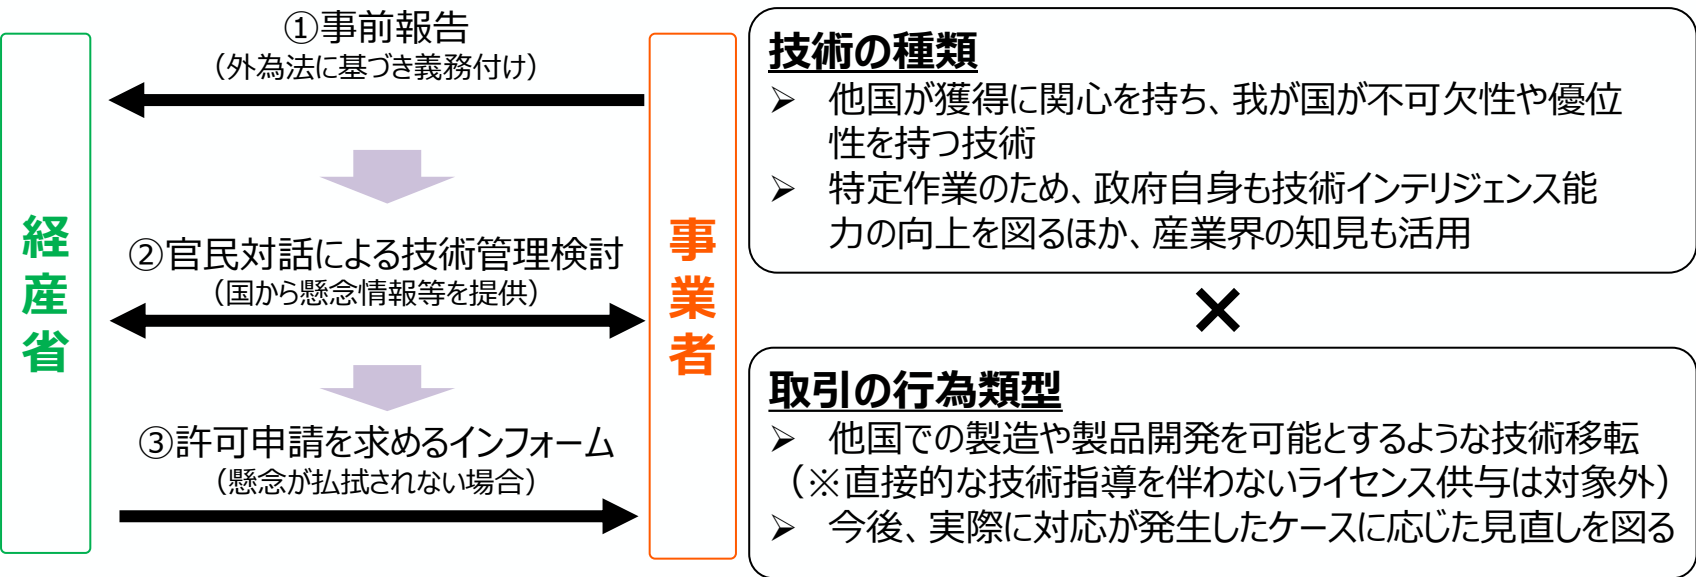 ①事前報告
（外為法に基づき義務付け）
経産省
②官民対話による技術管理検討
（国から懸念情報等を提供）
③許可申請を求めるインフォーム
（懸念が払拭されない場合）
事業者
技術の種類
➢ 他国が獲得に関心を持ち、我が国が不可欠性や優位
性を持つ技術
➢ 特定作業のため、政府自身も技術インテリジェンス能
力の向上を図るほか、産業界の知見も活用
×
取引の行為類型
➢ 他国での製造や製品開発を可能とするような技術移転
（※直接的な技術指導を伴わないライセンス供与は対象外）
➢ 今後、実際に対応が発生したケースに応じた見直しを図る